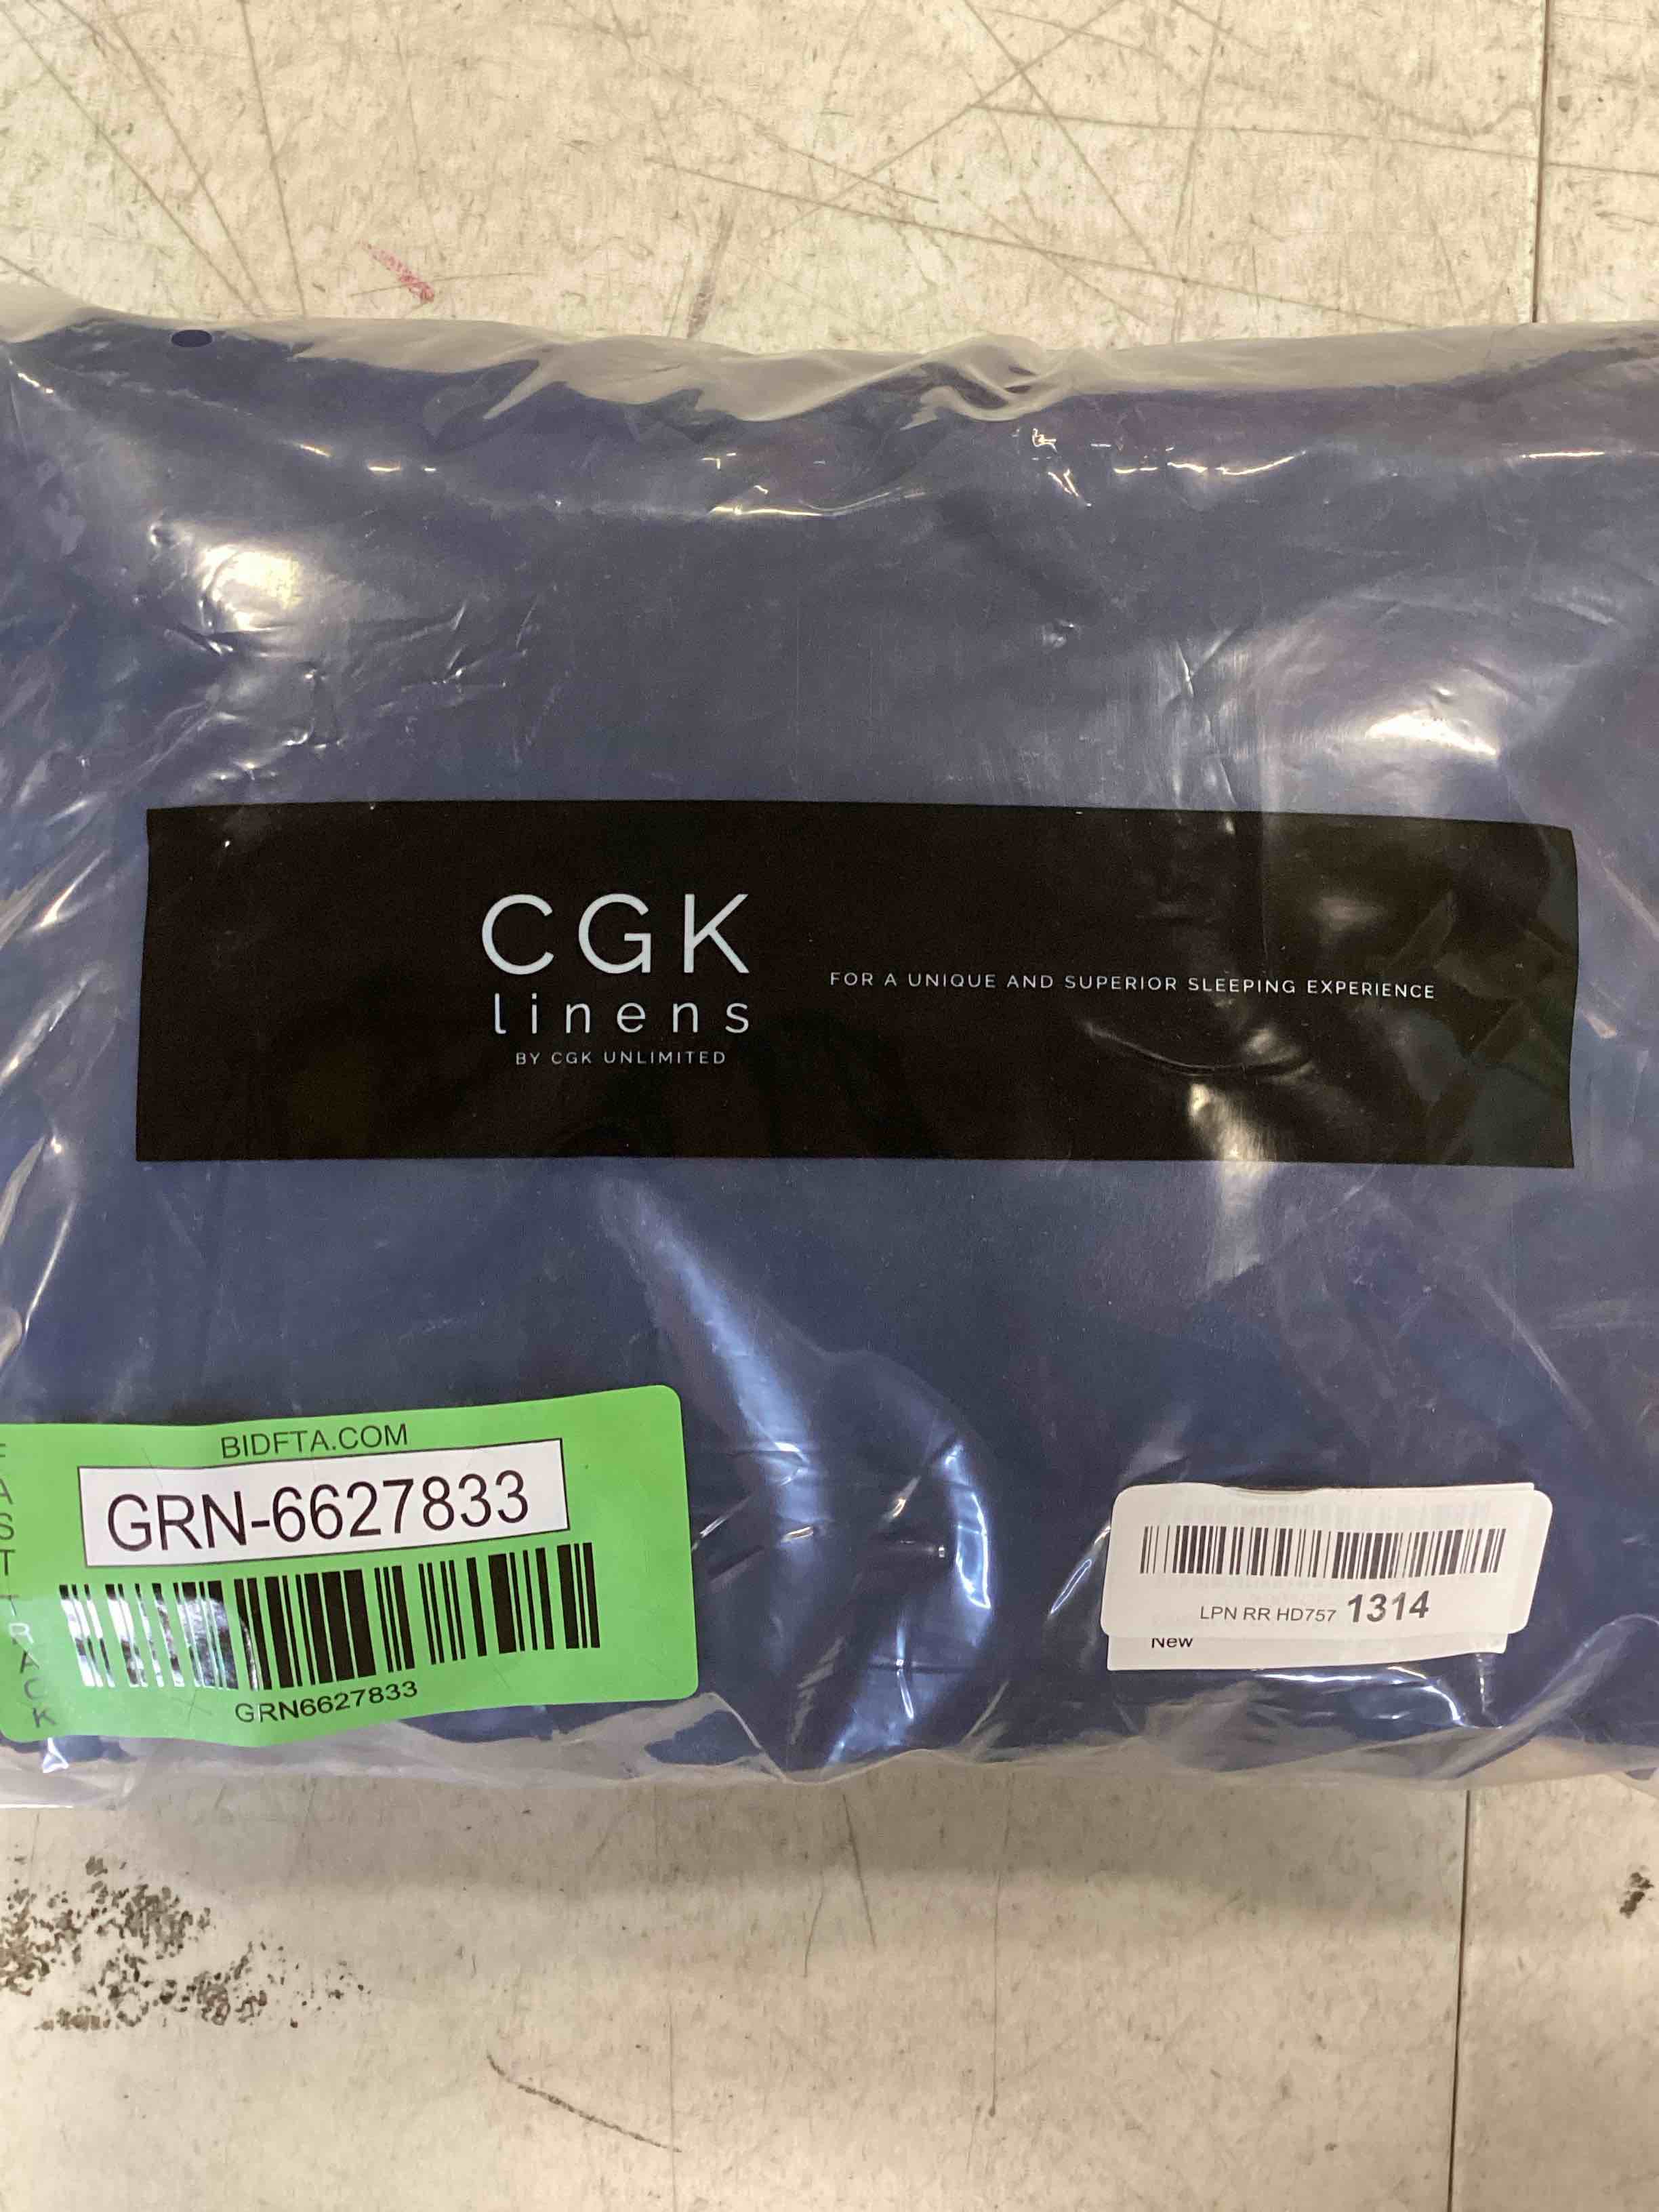 CGK
linens
BY CGK UNLIMITED
FOR A UNIQUE AND SUPERIOR SLEEPING EXPERIENCE
FAST TRACK
BIDFTA.COM
GRN-6627833
GRN6627833
LPN RR HD757 1314
New